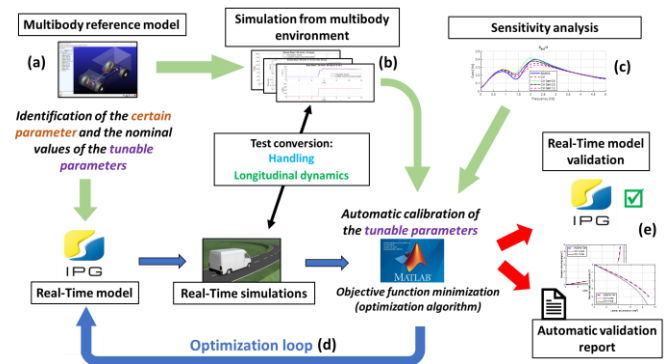 Multibody reference model
(a)
Identification of the certain
parameter and the nominal
values of the tunable
parameters
Simulation from multibody
environment
(b)
Sensitivity analysis
(c)
Test conversion:
Handling
Longitudinal dynamics
Real-Time model
validation
IPG
(e)
Automatic calibration of
the tunable parameters
MATLAB
Objective function minimization
(optimization algorithm)
IPG
Real-Time model
Real-Time simulations
Automatic validation
report
Optimization loop (d)